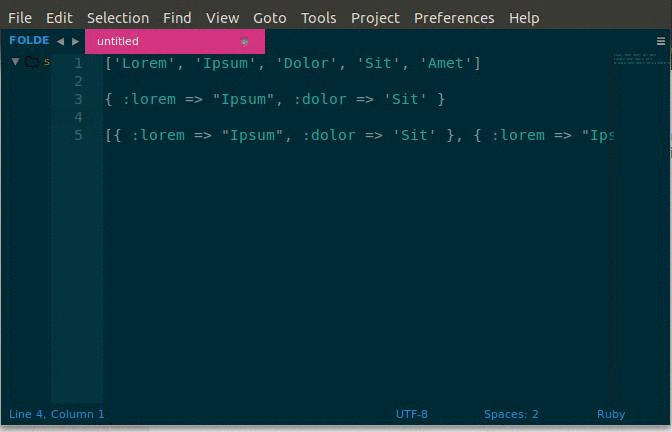 File Edit Selection Find View Goto Tools Project Preferences Help
FOLDE
untitled
s
1 ['Lorem', 'Ipsum', 'Dolor', 'Sit', 'Amet']
2
3 { :lorem => "Ipsum", :dolor => 'Sit' }
4
5 [{ :lorem => "Ipsum", :dolor => 'Sit' }, { :lorem => "Ips
Line 4, Column 1 UTF-8 Spaces: 2 Ruby